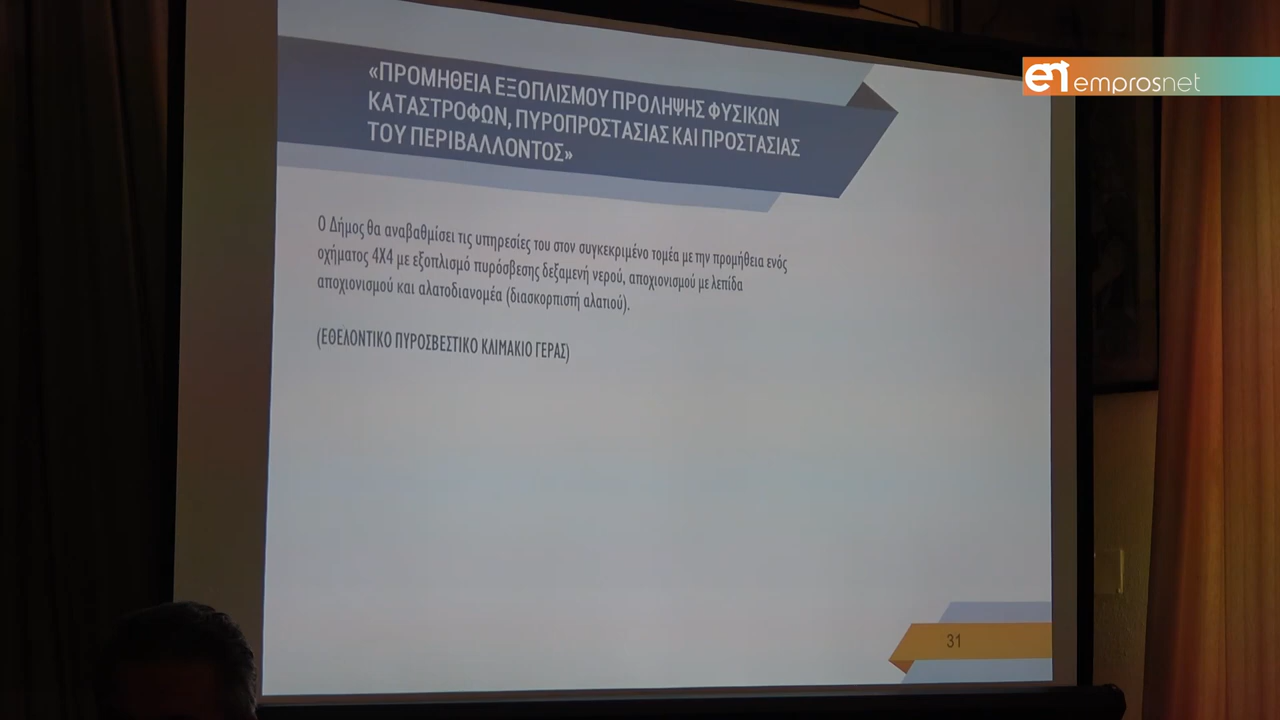 «ΠΡΟΜΗΘΕΙΑ ΕΞΟΠΛΙΣΜΟΥ ΠΡΟΛΗΨΗΣ ΦΥΣΙΚΩΝ
ΚΑΤΑΣΤΡΟΦΩΝ, ΠΥΡΟΠΡΟΣΤΑΣΙΑΣ ΚΑΙ ΠΡΟΣΤΑΣΙΑΣ
ΤΟΥ ΠΕΡΙΒΑΛΛΟΝΤΟΣ»
Ο Δήμος θα αναβαθμίσει τις υπηρεσίες του στον συγκεκριμένο τομέα με την προμήθεια ενός
οχήματος 4Χ4 με εξοπλισμό πυρόσβεσης δεξαμενή νερού, αποχιονισμού με λεπίδα
αποχιονισμού και αλατοδιανομέα (διασκορπιστή αλατιού).
(ΕΘΕΛΟΝΤΙΚΟ ΠΥΡΟΣΒΕΣΤΙΚΟ ΚΛΙΜΑΚΙΟ ΓΕΡΑΣ)
31
emprosnet